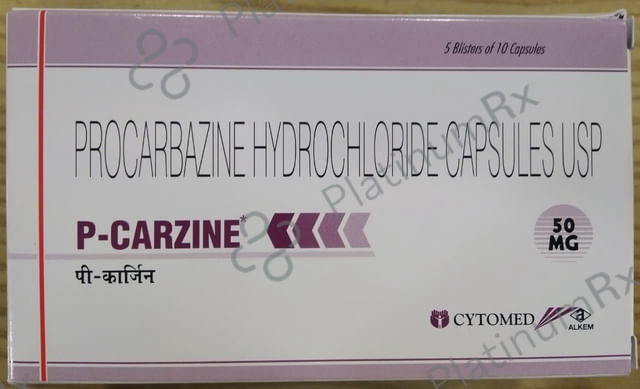 5 Blisters of 10 Capsules
PROCARBAZINE HYDROCHLORIDE CAPSULES USP
P-CARZINE*
50
MG
पी-कार्जिन
CYTOMED
ALKEM
PlatinumRx
PlatinumRx
PlatinumRx